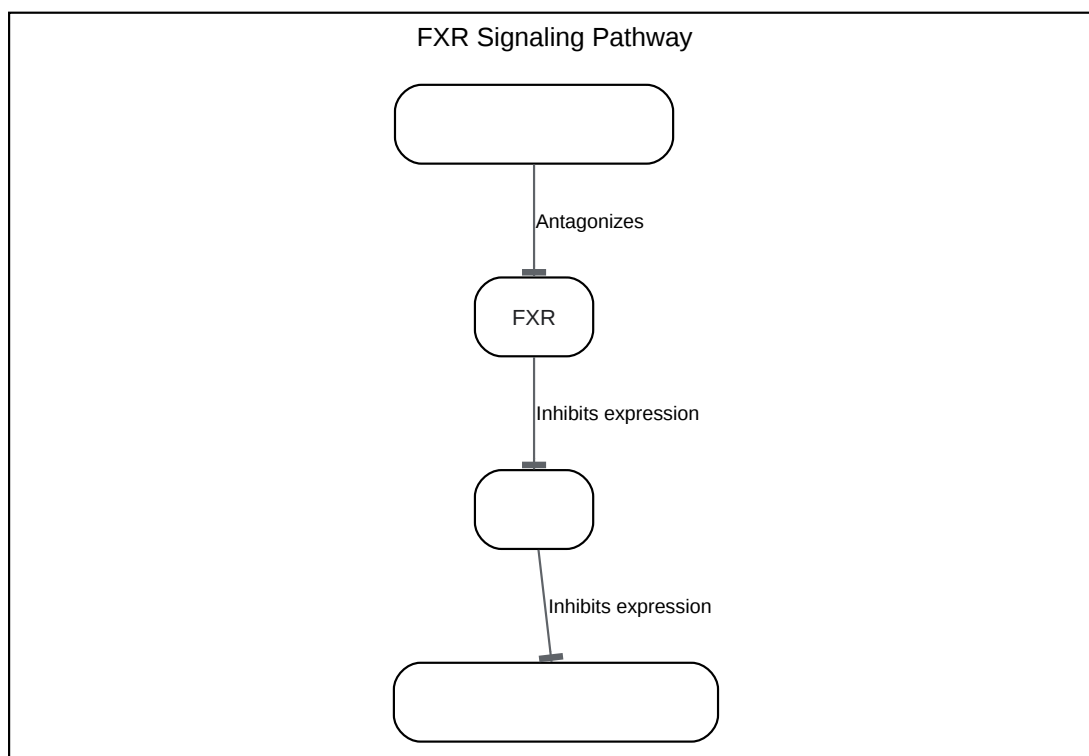 FXR Signaling Pathway
Antagonizes
FXR
Inhibits expression
Inhibits expression